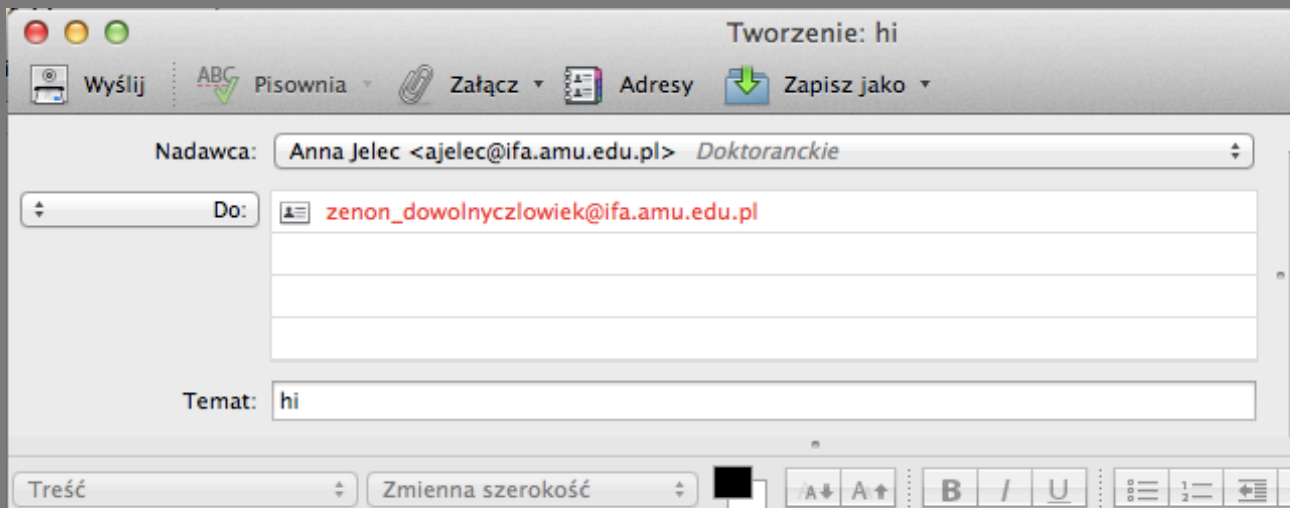 Tworzenie: hi
Wyślij ABC Pisownia Załącz Adresy Zapisz jako
Nadawca: Anna Jelec <ajelec@ifa.amu.edu.pl> Doktoranckie
Do: zenon_dowolnyczlowiek@ifa.amu.edu.pl
Temat: hi
Treść Zmienna szerokość A A B I U